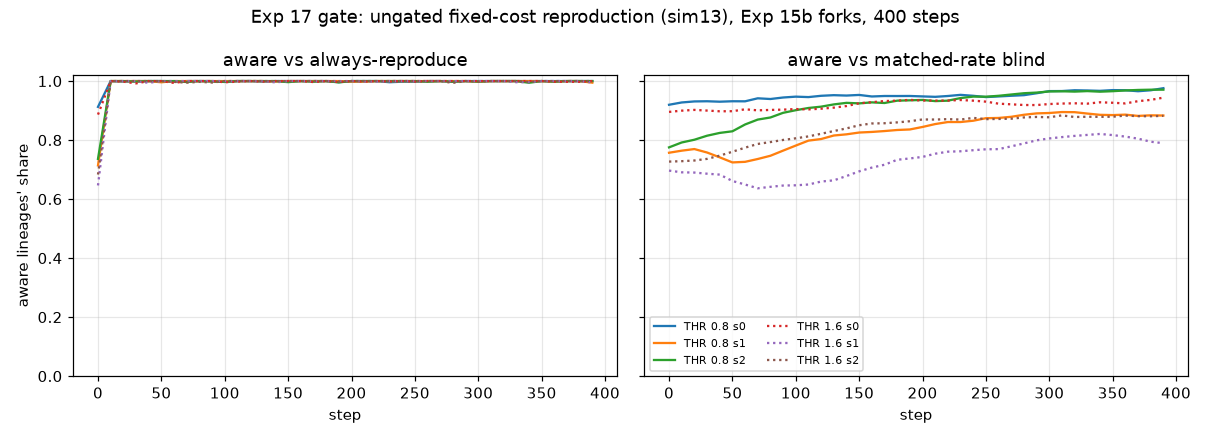 Exp 17 gate: ungated fixed-cost reproduction (sim13), Exp 15b forks, 400 steps
aware vs always-reproduce
aware vs matched-rate blind
aware lineages' share
1.0
0.8
0.6
0.4
0.2
0.0
0 50 100 150 200 250 300 350 400
step
THR 0.8 s0
THR 0.8 s1
THR 0.8 s2
THR 1.6 s0
THR 1.6 s1
THR 1.6 s2
0 50 100 150 200 250 300 350 400
step